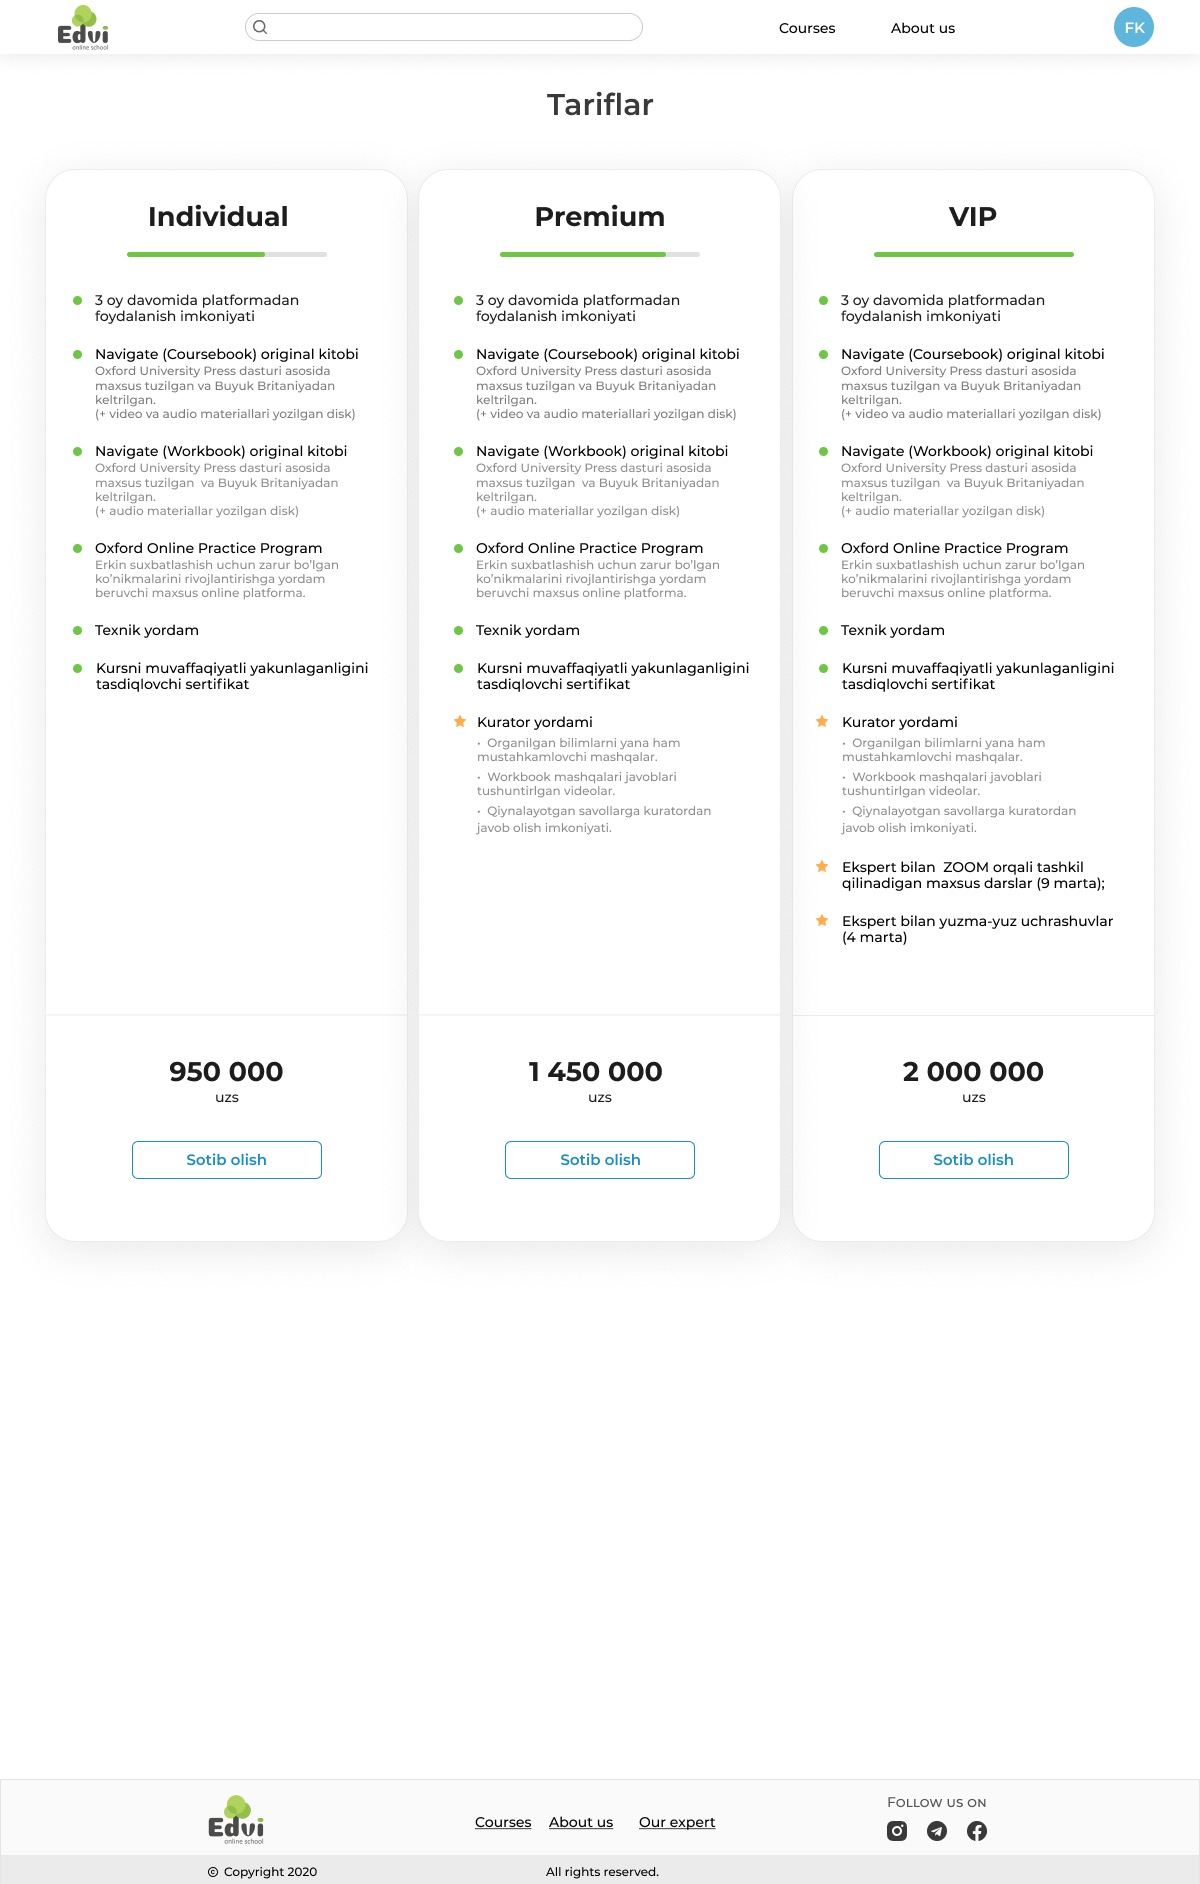 Edvi
online school
Courses
About us
FK
Tariflar
Individual
3 oy davomida platformadan
foydalanish imkoniyati
Navigate (Coursebook) original kitobi
Oxford University Press dasturi asosida
maxsus tuzilgan va Buyuk Britaniyadan
keltrilgan.
(+ video va audio materiallari yozilgan disk)
Navigate (Workbook) original kitobi
Oxford University Press dasturi asosida
maxsus tuzilgan  va Buyuk Britaniyadan
keltrilgan.
(+ audio materiallar yozilgan disk)
Oxford Online Practice Program
Erkin suxbatlashish uchun zarur bo'lgan
ko'nikmalarini rivojlantirishga yordam
beruvchi maxsus online platforma.
Texnik yordam
Kursni muvaffaqiyatli yakunlaganligini
tasdiqlovchi sertifikat
950 000
uzs
Sotib olish
Premium
3 oy davomida platformadan
foydalanish imkoniyati
Navigate (Coursebook) original kitobi
Oxford University Press dasturi asosida
maxsus tuzilgan va Buyuk Britaniyadan
keltrilgan.
(+ video va audio materiallari yozilgan disk)
Navigate (Workbook) original kitobi
Oxford University Press dasturi asosida
maxsus tuzilgan  va Buyuk Britaniyadan
keltrilgan.
(+ audio materiallar yozilgan disk)
Oxford Online Practice Program
Erkin suxbatlashish uchun zarur bo'lgan
ko'nikmalarini rivojlantirishga yordam
beruvchi maxsus online platforma.
Texnik yordam
Kursni muvaffaqiyatli yakunlaganligini
tasdiqlovchi sertifikat
Kurator yordami
• Organilgan bilimlarni yana ham
mustahkamlovchi mashqalar.
• Workbook mashqalari javoblari
tushuntirlgan videolar.
• Qiynalayotgan savollarga kuratordan
javob olish imkoniyati.
1 450 000
uzs
Sotib olish
VIP
3 oy davomida platformadan
foydalanish imkoniyati
Navigate (Coursebook) original kitobi
Oxford University Press dasturi asosida
maxsus tuzilgan va Buyuk Britaniyadan
keltrilgan.
(+ video va audio materiallari yozilgan disk)
Navigate (Workbook) original kitobi
Oxford University Press dasturi asosida
maxsus tuzilgan  va Buyuk Britaniyadan
keltrilgan.
(+ audio materiallar yozilgan disk)
Oxford Online Practice Program
Erkin suxbatlashish uchun zarur bo'lgan
ko'nikmalarini rivojlantirishga yordam
beruvchi maxsus online platforma.
Texnik yordam
Kursni muvaffaqiyatli yakunlaganligini
tasdiqlovchi sertifikat
Kurator yordami
• Organilgan bilimlarni yana ham
mustahkamlovchi mashqalar.
• Workbook mashqalari javoblari
tushuntirlgan videolar.
• Qiynalayotgan savollarga kuratordan
javob olish imkoniyati.
Ekspert bilan  ZOOM orqali tashkil
qilinadigan maxsus darslar (9 marta);
Ekspert bilan yuzma-yuz uchrashuvlar
(4 marta)
2 000 000
uzs
Sotib olish
Edvi
online school
Courses
About us
Our expert
Follow us on
© Copyright 2020
All rights reserved.